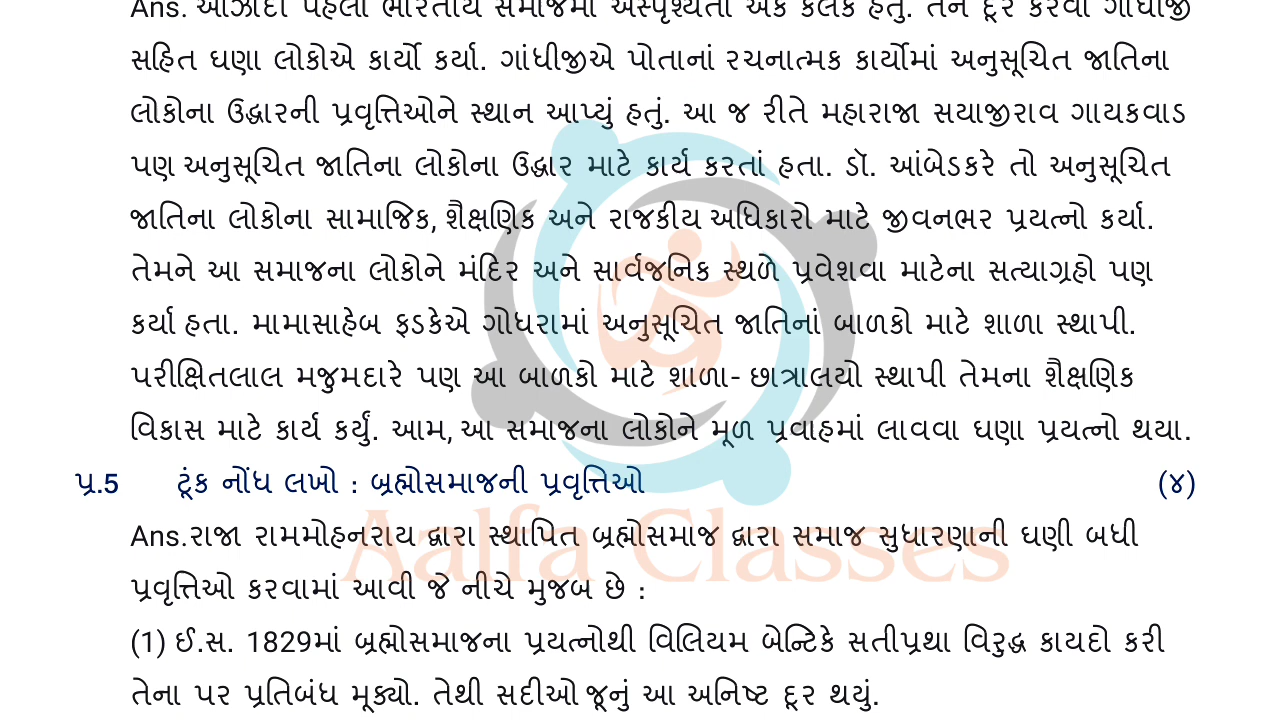 Ans. આઝાદી પહેલાં ભારતીય સમાજમાં અસ્પૃશ્યતા એક કલંક હતું. તેને દૂર કરવા ગાંધીજી
સહિત ઘણા લોકોએ કાર્યો કર્યા. ગાંધીજીએ પોતાનાં રચનાત્મક કાર્યોમાં અનુસૂચિત જાતિના
લોકોના ઉદ્ધારની પ્રવૃત્તિઓને સ્થાન આપ્યું હતું. આ જ રીતે મહારાજા સયાજીરાવ ગાયકવાડ
પણ અનુસૂચિત જાતિના લોકોના ઉદ્ધાર માટે કાર્ય કરતાં હતા. ડૉ. આંબેડકરે તો અનુસૂચિત
જાતિના લોકોના સામાજિક, શૈક્ષણિક અને રાજકીય અધિકારો માટે જીવનભર પ્રયત્નો કર્યા.
તેમને આ સમાજના લોકોને મંદિર અને સાર્વજનિક સ્થળે પ્રવેશવા માટેના સત્યાગ્રહો પણ
કર્યા હતા. મામાસાહેબ ફડકેએ ગોધરામાં અનુસૂચિત જાતિનાં બાળકો માટે શાળા સ્થાપી.
પરીક્ષિતલાલ મજુમદારે પણ આ બાળકો માટે શાળા- છાત્રાલયો સ્થાપી તેમના શૈક્ષણિક
વિકાસ માટે કાર્ય કર્યું. આમ, આ સમાજના લોકોને મૂળ પ્રવાહમાં લાવવા ઘણા પ્રયત્નો થયા.
પ્ર.5 ટૂંક નોંધ લખો : બ્રહ્મોસમાજની પ્રવૃત્તિઓ (૪)
Ans.રાજા રામમોહનરાય દ્વારા સ્થાપિત બ્રહ્મોસમાજ દ્વારા સમાજ સુધારણાની ઘણી બધી
Aalfa Classes
પ્રવૃત્તિઓ કરવામાં આવી જે નીચે મુજબ છે :
(1) ઈ.સ. 1829માં બ્રહ્મોસમાજના પ્રયત્નોથી વિલિયમ બેન્ટિકે સતીપ્રથા વિરુદ્ધ કાયદો કરી
તેના પર પ્રતિબંધ મૂક્યો. તેથી સદીઓ જૂનું આ અનિષ્ટ દૂર થયું.